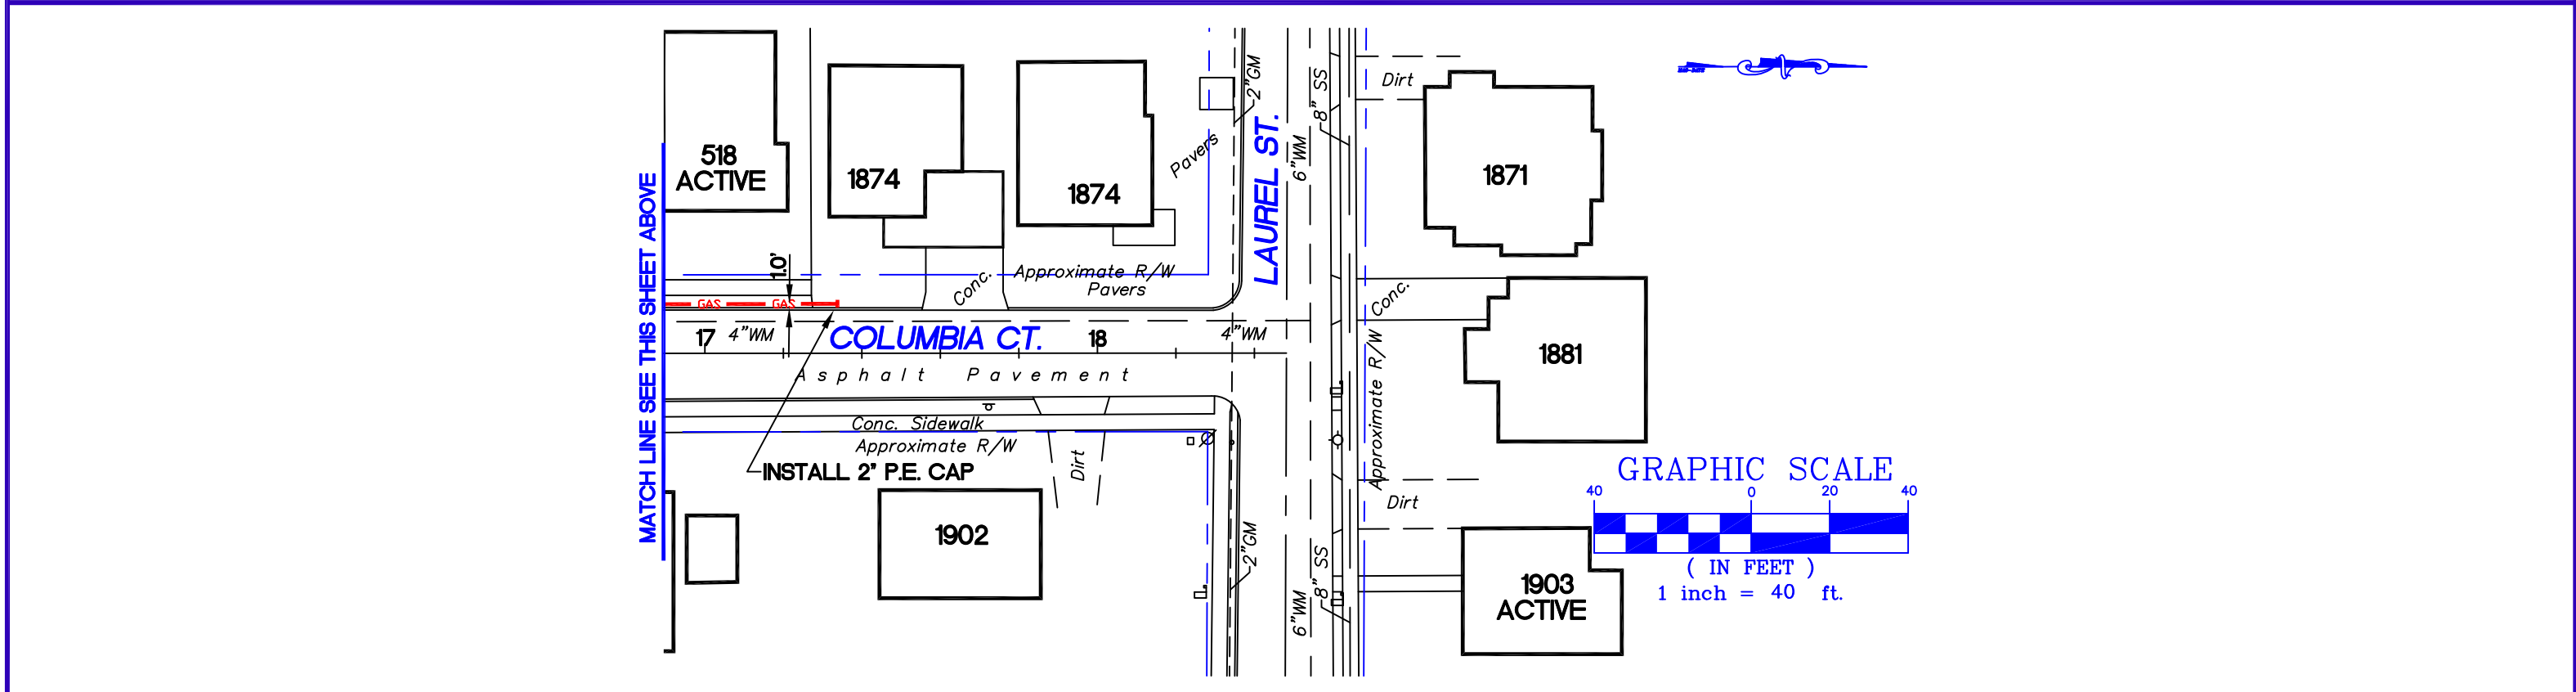 518
ACTIVE
1874
1874
Pavers
2"GM
LAUREL ST.
6"WM
8" SS
Dirt
1871
MATCH LINE SEE THIS SHEET ABOVE
1.0'
Conc.
Approximate R/W
Pavers
GAS
GAS
17
4"WM
COLUMBIA CT.
18
4"WM
Asphalt Pavement
Conc.
Approximate R/W
1881
Conc. Sidewalk
Approximate R/W
INSTALL 2" P.E. CAP
Dirt
1902
2"GM
6"WM
8" SS
Dirt
1903
ACTIVE
GRAPHIC SCALE
40 0 20 40
( IN FEET )
1 inch = 40 ft.